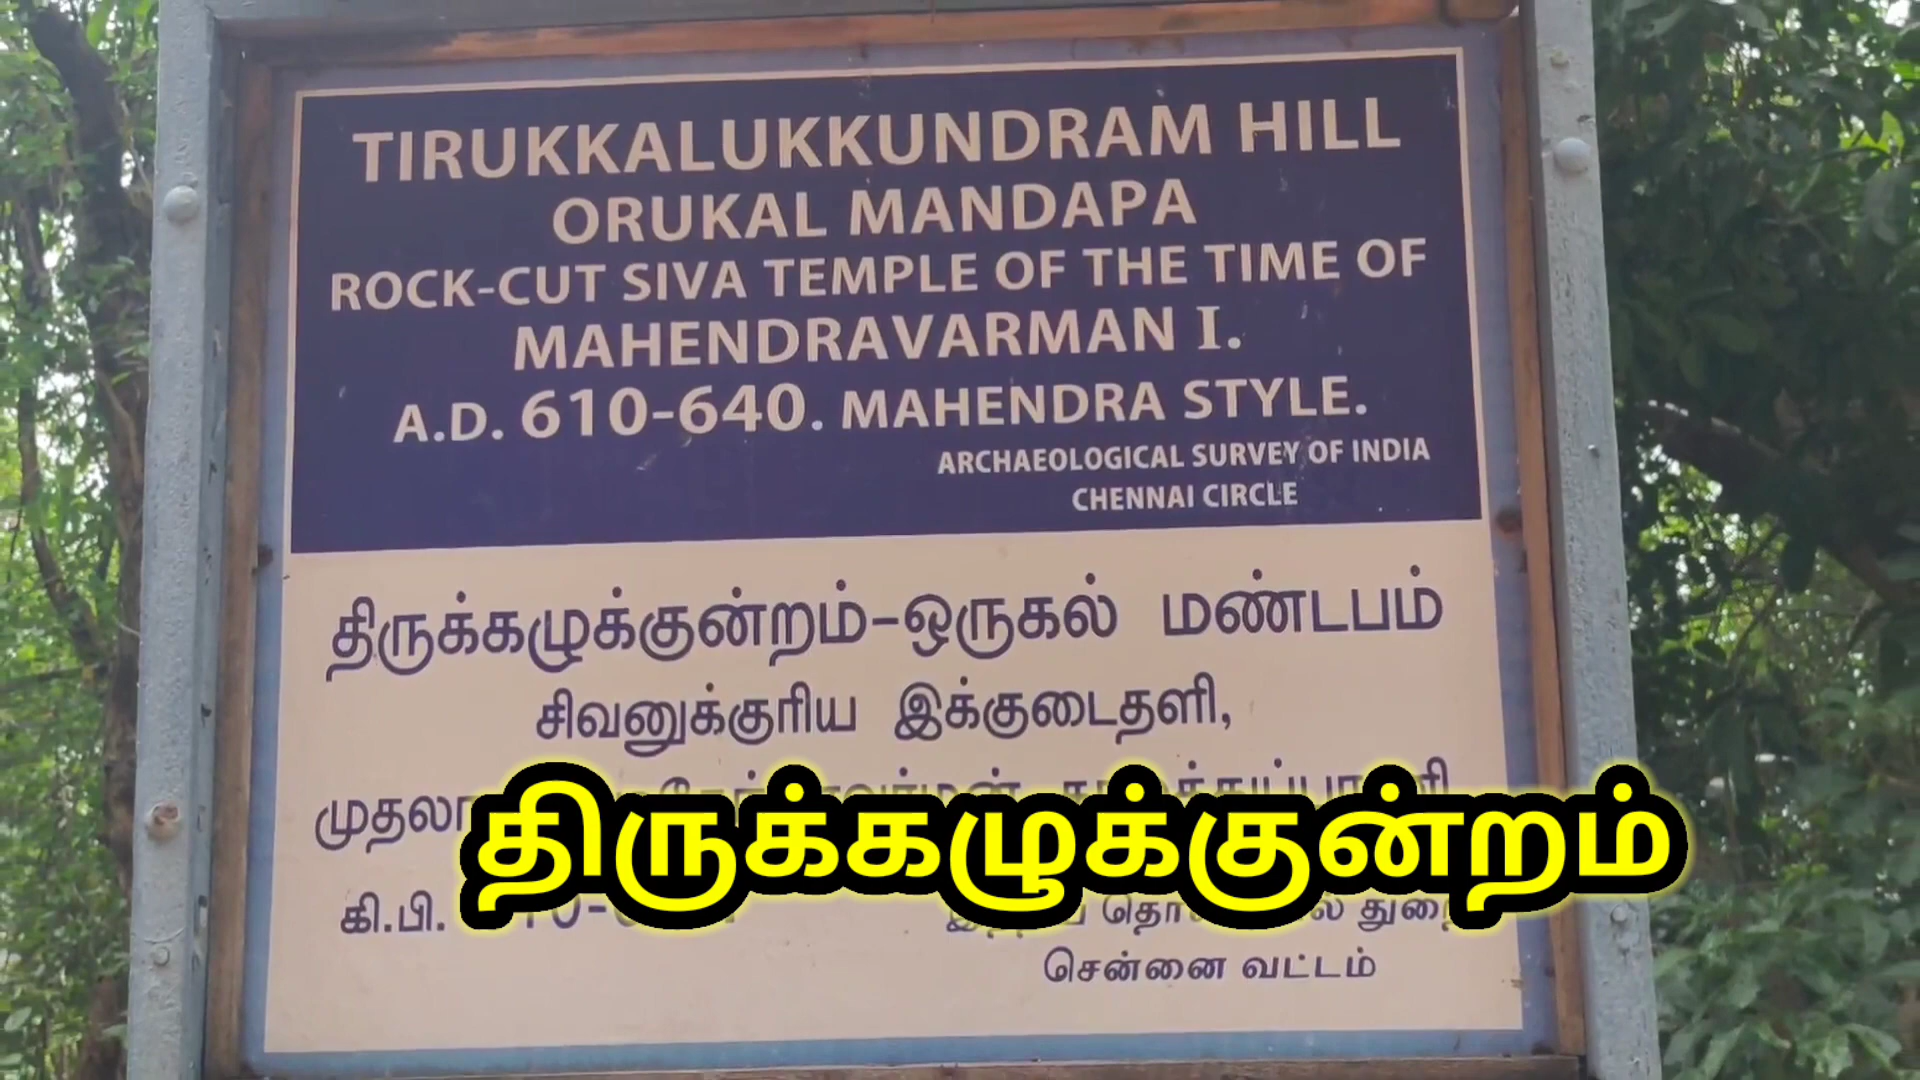 TIRUKKALUKKUNDRAM HILL
ORUKAL MANDAPA
ROCK-CUT SIVA TEMPLE OF THE TIME OF
MAHENDRAVARMAN I.
A.D. 610-640. MAHENDRA STYLE.
ARCHAEOLOGICAL SURVEY OF INDIA
CHENNAI CIRCLE
திருக்கழுக்குன்றம்-ஒருகல் மண்டபம்
சிவனுக்குரிய இக்குடைதளி,
திருக்கழுக்குன்றம்
கி.பி.
சென்னை வட்டம்